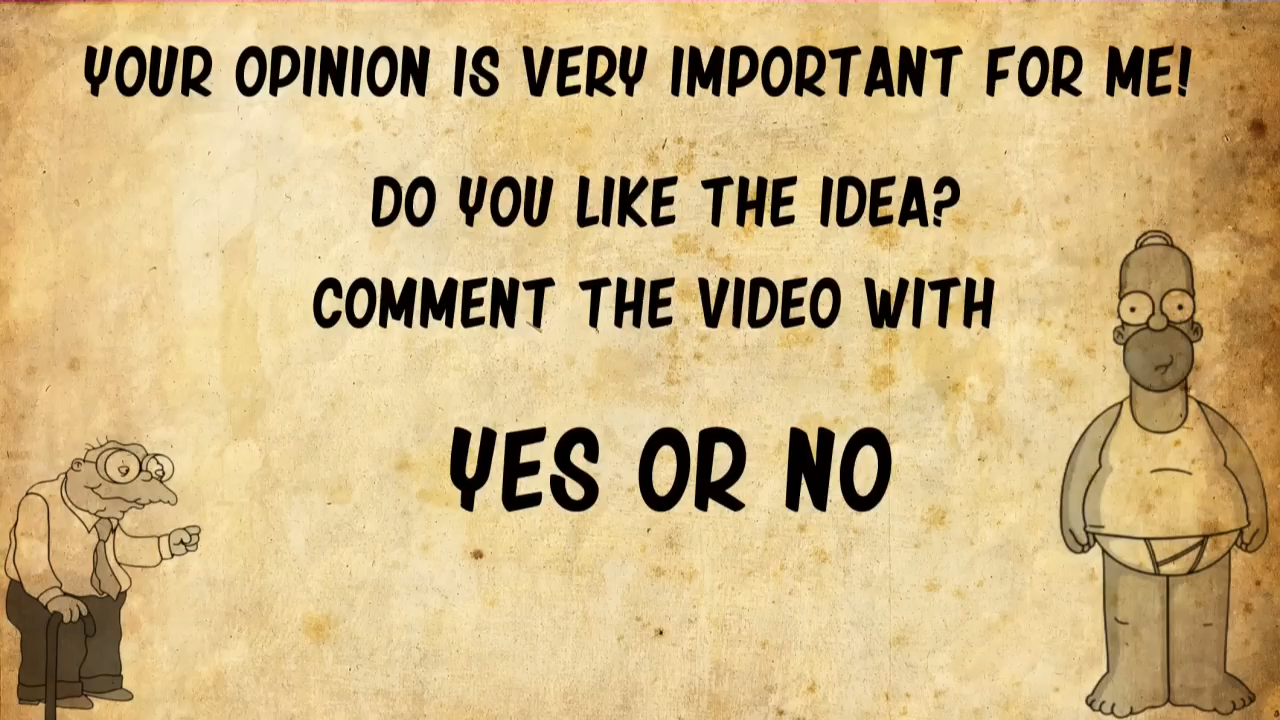 YOUR OPINION IS VERY IMPORTANT FOR ME!
DO YOU LIKE THE IDEA?
COMMENT THE VIDEO WITH
YES OR NO